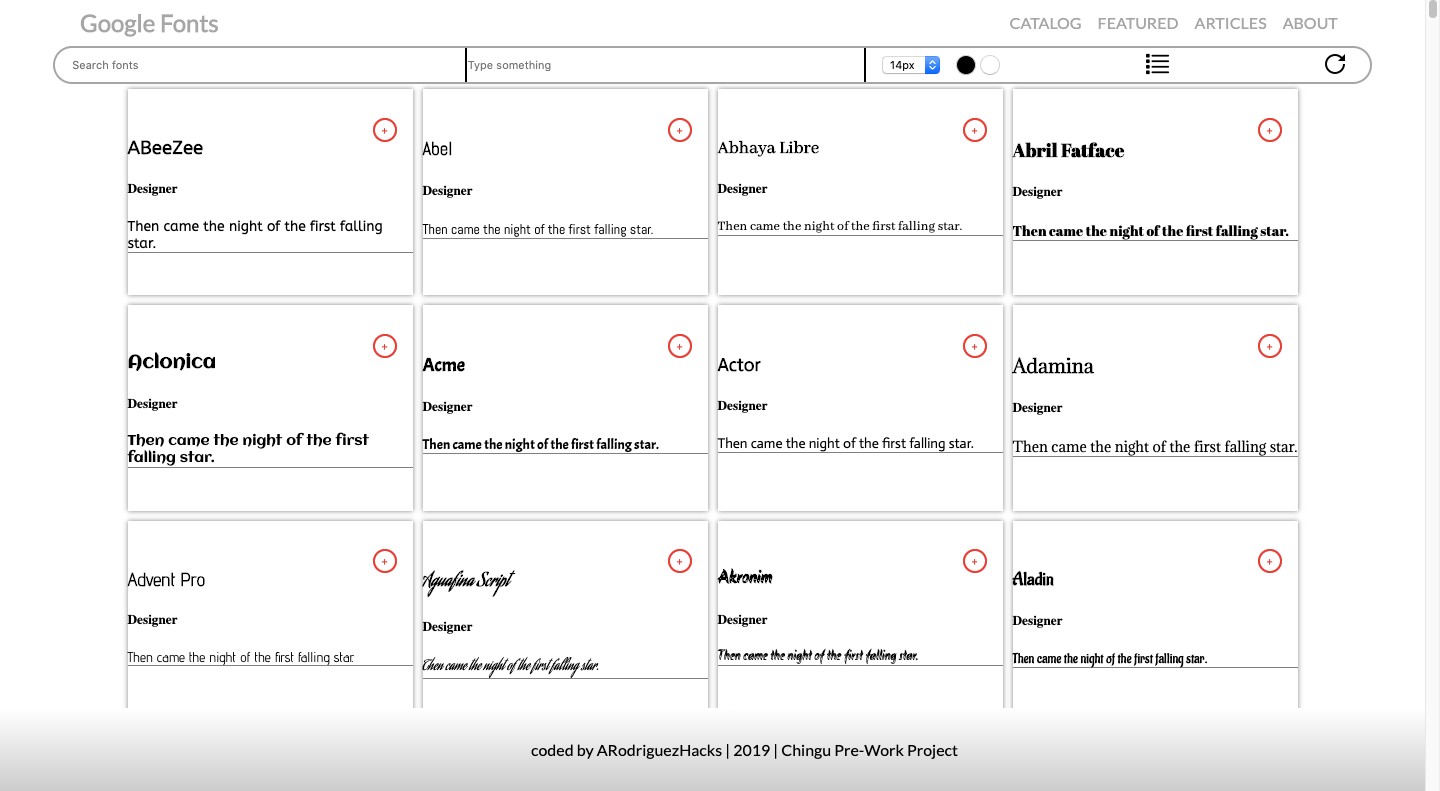 Google Fonts
CATALOG FEATURED ARTICLES ABOUT
Search fonts
Type something
14px
ABeeZee
Designer
Then came the night of the first falling
star.
+
Abel
Designer
Then came the night of the first falling star.
+
Abhaya Libre
Designer
Then came the night of the first falling star.
+
Abril Fatface
Designer
Then came the night of the first falling star.
+
Aclonica
Designer
Then came the night of the first
falling star.
+
Acme
Designer
Then came the night of the first falling star.
+
Actor
Designer
Then came the night of the first falling star.
+
Adamina
Designer
Then came the night of the first falling star.
+
Advent Pro
Designer
Then came the night of the first falling star.
+
Aguafina Script
Designer
Then came the night of the first falling star.
+
Akronim
Designer
Then came the night of the first falling star.
+
Aladin
Designer
Then came the night of the first falling star.
+
coded by ARodriguezHacks | 2019 | Chingu Pre-Work Project